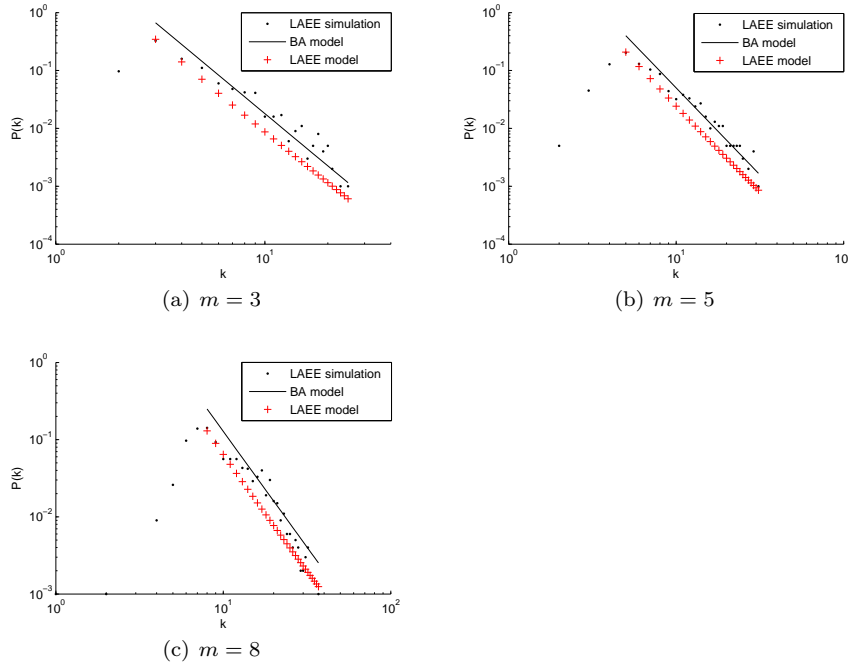 10^0
10^-1
10^-2
10^-3
10^-4
P(k)
10^0
10^1
k
LAEE simulation
BA model
LAEE model
(a) m = 3
10^0
10^-1
10^-2
10^-3
10^-4
P(k)
10^0
10^1
10
k
LAEE simulation
BA model
LAEE model
(b) m = 5
10^0
10^-1
10^-2
10^-3
P(k)
10^0
10^1
10^2
k
LAEE simulation
BA model
LAEE model
(c) m = 8